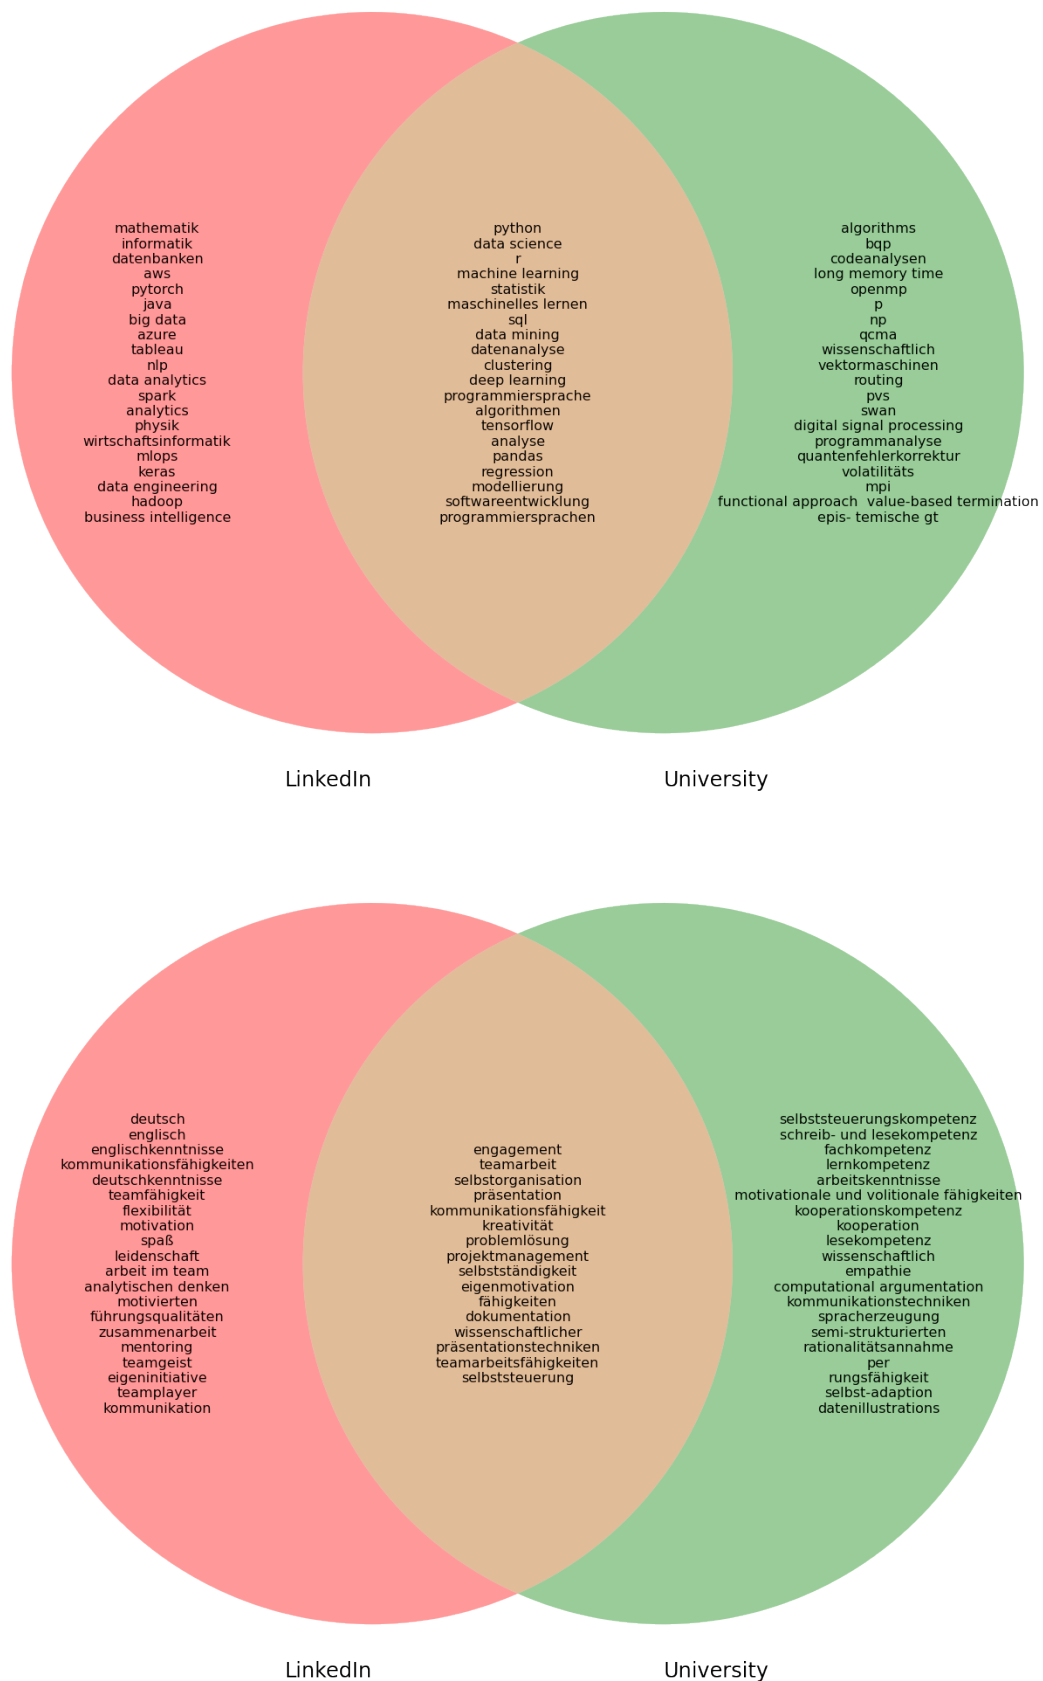 mathematik
informatik
datenbanken
aws
pytorch
java
big data
azure
tableau
nlp
data analytics
spark
analytics
physik
wirtschaftsinformatik
mlops
keras
data engineering
hadoop
business intelligence
python
data science
r
machine learning
statistik
maschinelles lernen
sql
data mining
datenanalyse
clustering
deep learning
programmiersprache
algorithmen
tensorflow
analyse
pandas
regression
modellierung
softwareentwicklung
programmiersprachen
algorithms
bqp
codeanalysen
long memory time
openmp
p
np
qcma
wissenschaftlich
vektormaschinen
routing
pvs
swan
digital signal processing
programmanalyse
quantenfehlerkorrektur
volatilitäts
mpi
functional approach  value-based termination
epis- temische gt
LinkedIn
University
deutsch
englisch
englischkenntnisse
kommunikationsfähigkeiten
deutschkenntnisse
teamfähigkeit
flexibilität
motivation
spaß
leidenschaft
arbeit im team
analytischen denken
motivierten
führungsqualitäten
zusammenarbeit
mentoring
teamgeist
eigeninitiative
teamplayer
kommunikation
engagement
teamarbeit
selbstorganisation
präsentation
kommunikationsfähigkeit
kreativität
problemlösung
projektmanagement
selbstständigkeit
eigenmotivation
fähigkeiten
dokumentation
wissenschaftlicher
präsentationstechniken
teamarbeitsfähigkeiten
selbststeuerung
selbststeuerungskompetenz
schreib- und lesekompetenz
fachkompetenz
lernkompetenz
arbeitskenntnisse
motivationale und volitionale fähigkeiten
kooperationskompetenz
kooperation
lesekompetenz
wissenschaftlich
empathie
computational argumentation
kommunikationstechniken
spracherzeugung
semi-strukturierten
rationalitätsannahme
per
rungsfähigkeit
selbst-adaption
datenillustrations
LinkedIn
University